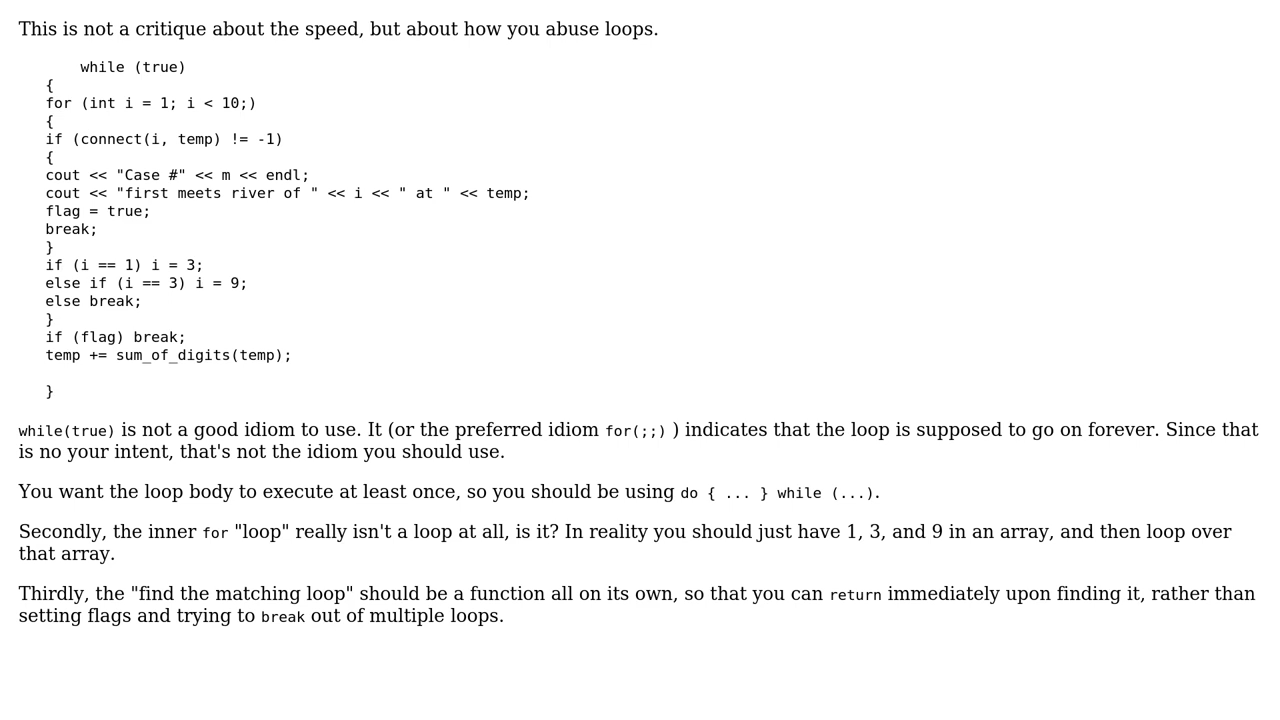 This is not a critique about the speed, but about how you abuse loops.
while (true)
{
for (int i = 1; i < 10;)
{
if (connect(i, temp) != -1)
{
cout << "Case #" << m << endl;
cout << "first meets river of " << i << " at " << temp;
flag = true;
break;
}
if (i == 1) i = 3;
else if (i == 3) i = 9;
else break;
}
if (flag) break;
temp += sum_of_digits(temp);
}
while(true) is not a good idiom to use. It (or the preferred idiom for(;;) ) indicates that the loop is supposed to go on forever. Since that
is no your intent, that's not the idiom you should use.
You want the loop body to execute at least once, so you should be using do { ... } while (...).
Secondly, the inner for "loop" really isn't a loop at all, is it? In reality you should just have 1, 3, and 9 in an array, and then loop over
that array.
Thirdly, the "find the matching loop" should be a function all on its own, so that you can return immediately upon finding it, rather than
setting flags and trying to break out of multiple loops.